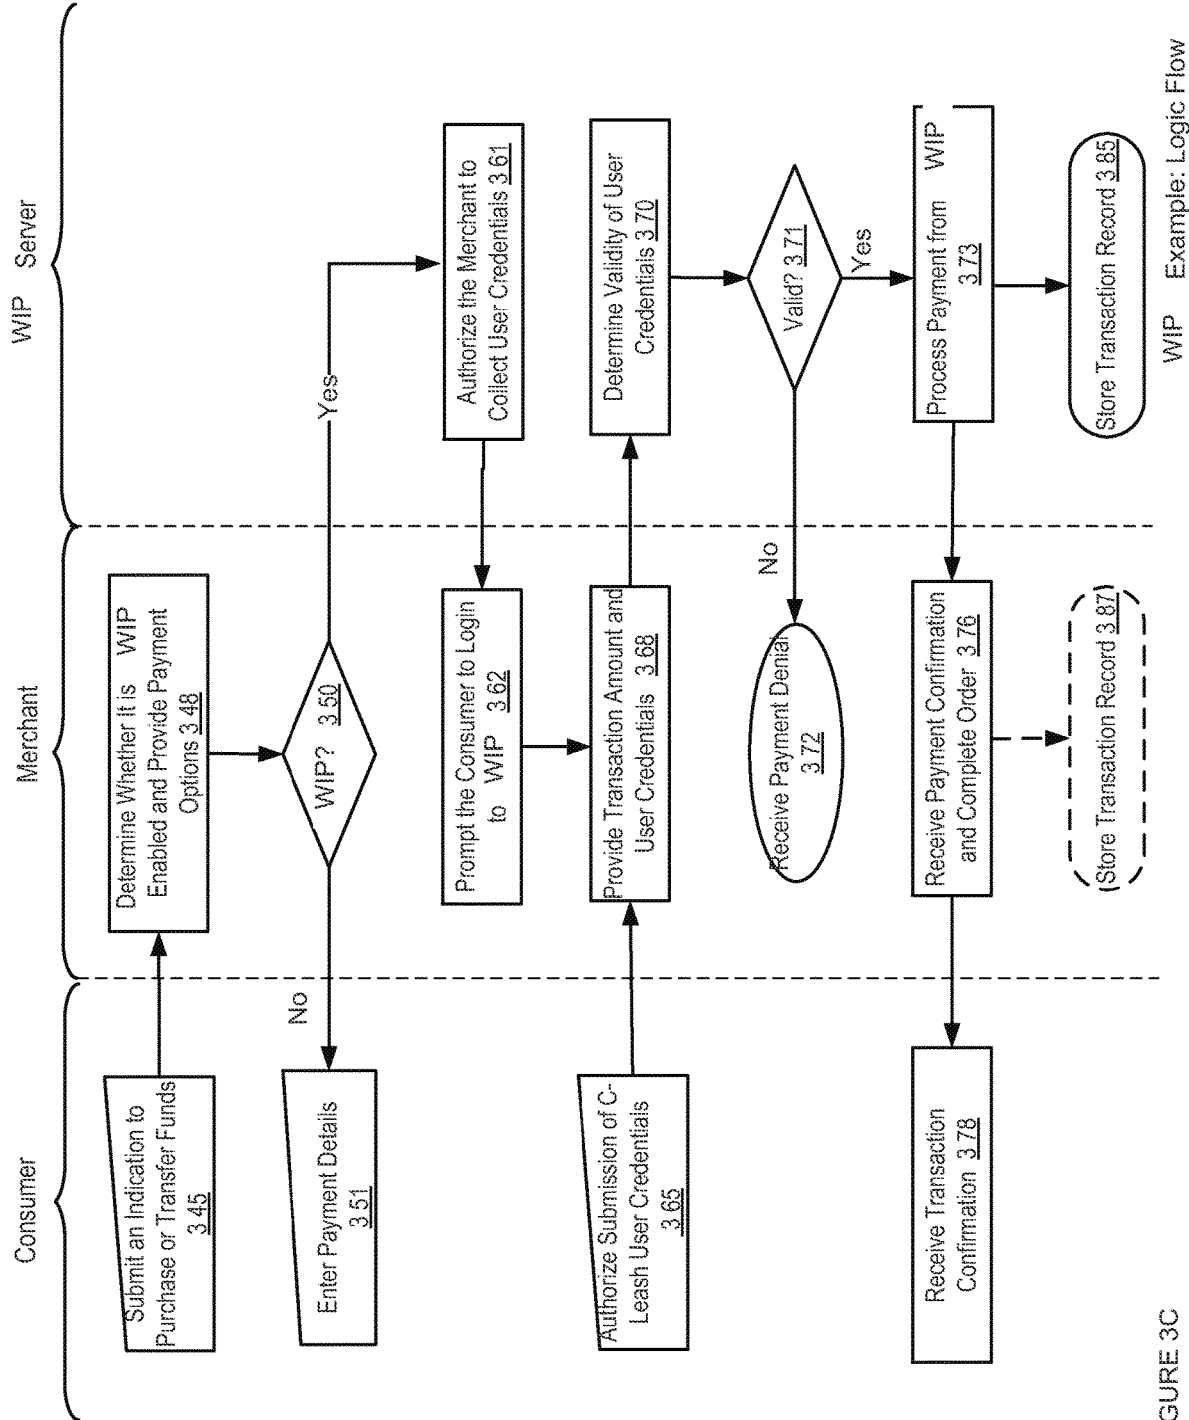 Consumer
Merchant
WIP Server
Submit an Indication to
Purchase or Transfer Funds
3 45
Determine Whether It is WIP
Enabled and Provide Payment
Options 3 48
WIP? 3 50
No
Yes
Enter Payment Details
3 51
Authorize the Merchant to
Collect User Credentials 3 61
Prompt the Consumer to Login
to WIP 3 62
Authorize Submission of C-
Leash User Credentials
3 65
Provide Transaction Amount and
User Credentials 3 68
Determine Validity of User
Credentials 3 70
Valid? 3 71
No
Yes
Receive Payment Denial
3 72
Process Payment from WIP
3 73
Receive Payment Confirmation
and Complete Order 3 76
Receive Transaction
Confirmation 3 78
Store Transaction Record 3 85
Store Transaction Record 3 87
GURE 3C
WIP Example: Logic Flow